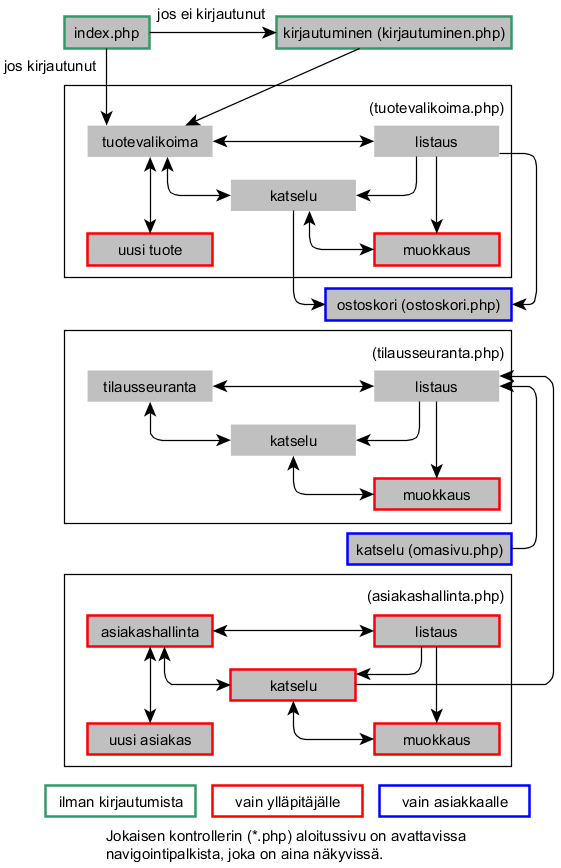 jos ei kirjautunut
index.php
kirjautuminen (kirjautuminen.php)
jos kirjautunut
(tuotevalikoima.php)
tuotevalikoima
listaus
katselu
uusi tuote
muokkaus
ostoskori (ostoskori.php)
(tilausseuranta.php)
tilausseuranta
listaus
katselu
muokkaus
katselu (omasivu.php)
(asiakashallinta.php)
asiakashallinta
listaus
katselu
uusi asiakas
muokkaus
ilman kirjautumista
vain ylläpitäjälle
vain asiakkaalle
Jokaisen kontrollerin (*.php) aloitussivu on avattavissa
navigointipalkista, joka on aina näkyvissä.